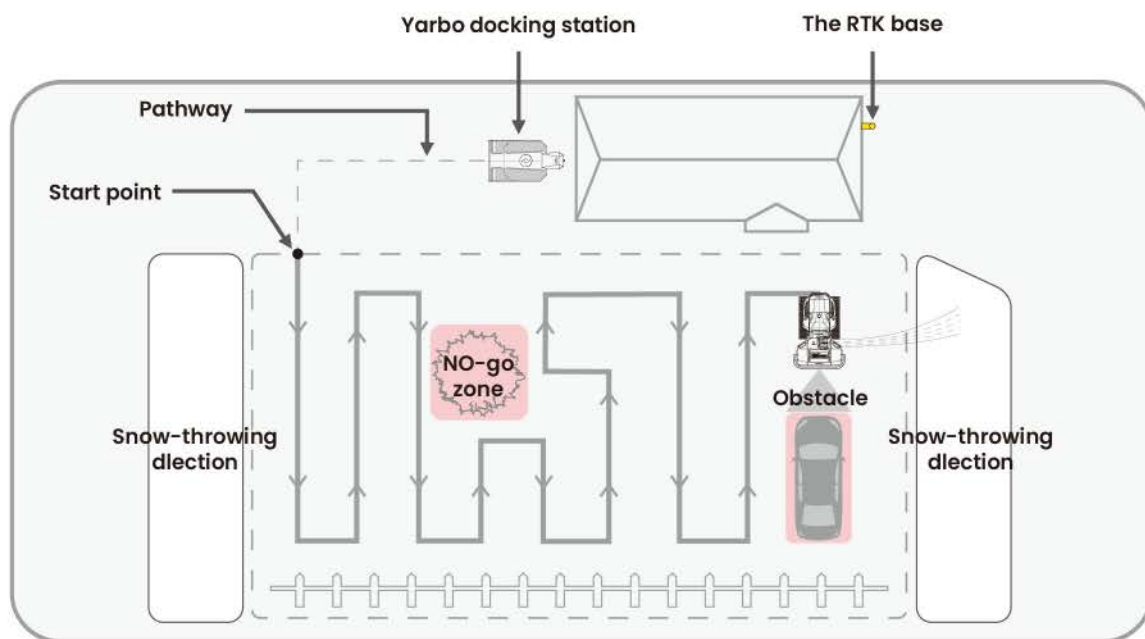 Yarbo docking station
The RTK base
Pathway
Start point
NO-go
zone
Obstacle
Snow-throwing
dlection
Snow-throwing
dlection